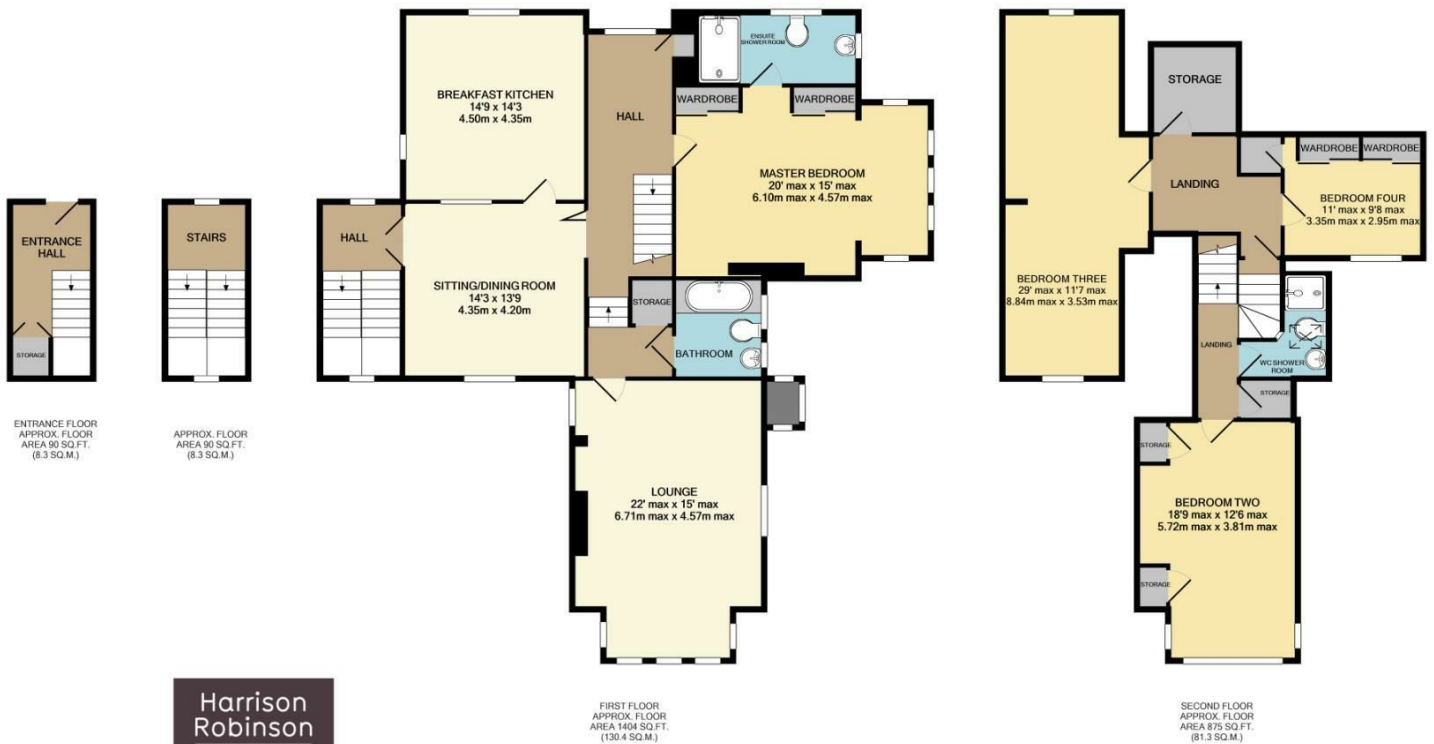 ENTRANCE
HALL
STORAGE
ENTRANCE FLOOR
APPROX. FLOOR
AREA 90 SQ.FT.
(8.3 SQ.M.)
STAIRS
APPROX. FLOOR
AREA 90 SQ.FT.
(8.3 SQ.M.)
BREAKFAST KITCHEN
14'9 x 14'3
4.50m x 4.35m
HALL
ENSUITE
SHOWER ROOM
WARDROBE
WARDROBE
MASTER BEDROOM
20' max x 15' max
6.10m max x 4.57m max
HALL
SITTING/DINING ROOM
14'3 x 13'9
4.35m x 4.20m
STORAGE
BATHROOM
LOUNGE
22' max x 15' max
6.71m max x 4.57m max
FIRST FLOOR
APPROX. FLOOR
AREA 1404 SQ.FT.
(130.4 SQ.M.)
STORAGE
LANDING
WARDROBE
WARDROBE
BEDROOM FOUR
11' max x 9'8 max
3.35m max x 2.95m max
BEDROOM THREE
29' max x 11'7 max
8.84m max x 3.53m max
LANDING
WC SHOWER
ROOM
STORAGE
STORAGE
BEDROOM TWO
18'9 max x 12'6 max
5.72m max x 3.81m max
STORAGE
SECOND FLOOR
APPROX. FLOOR
AREA 875 SQ.FT.
(81.3 SQ.M.)
Harrison
Robinson